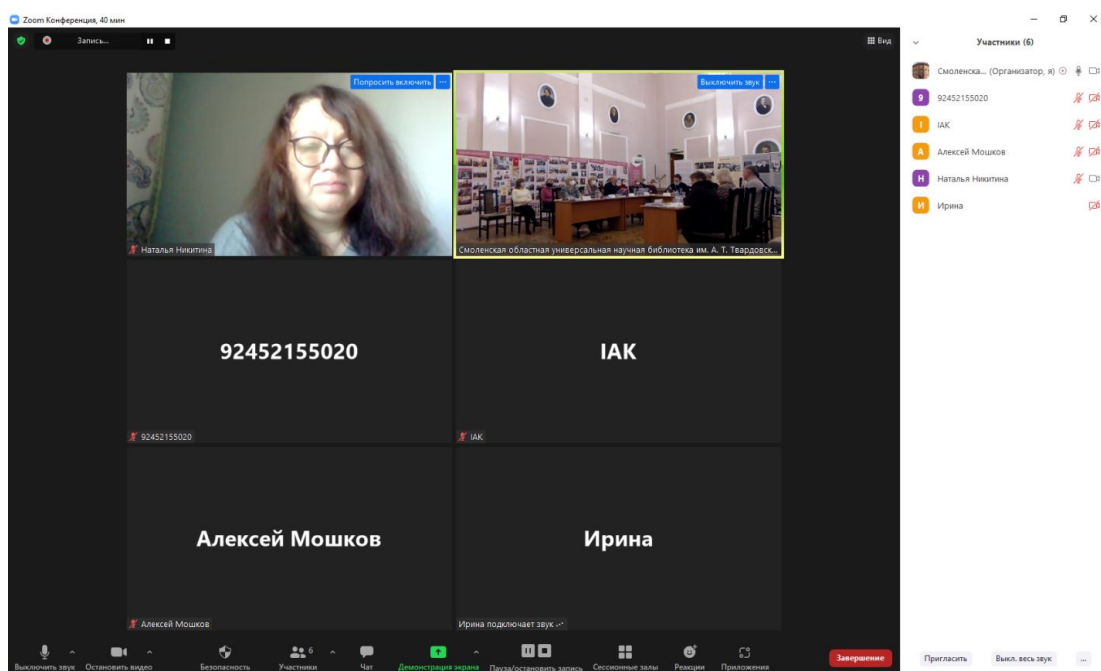 Zoom Конференция, 40 мин
Запись...
Вид
Попросить включить
Наталья Никитина
Выключить звук
Смоленская областная универсальная научная библиотека им. А. Т. Твардовск...
92452155020
92452155020
IAK
IAK
Алексей Мошков
Алексей Мошков
Ирина
Ирина подключает звук
Выключить звук
Остановить видео
Безопасность
6
Участники
Чат
Демонстрация экрана
Пауза/остановить запись
Сессионные залы
Реакции
Приложения
Завершение
Участники (6)
Смоленска... (Организатор, я)
9 92452155020
I IAK
А Алексей Мошков
Н Наталья Никитина
И Ирина
Пригласить
Выкл. весь звук
...